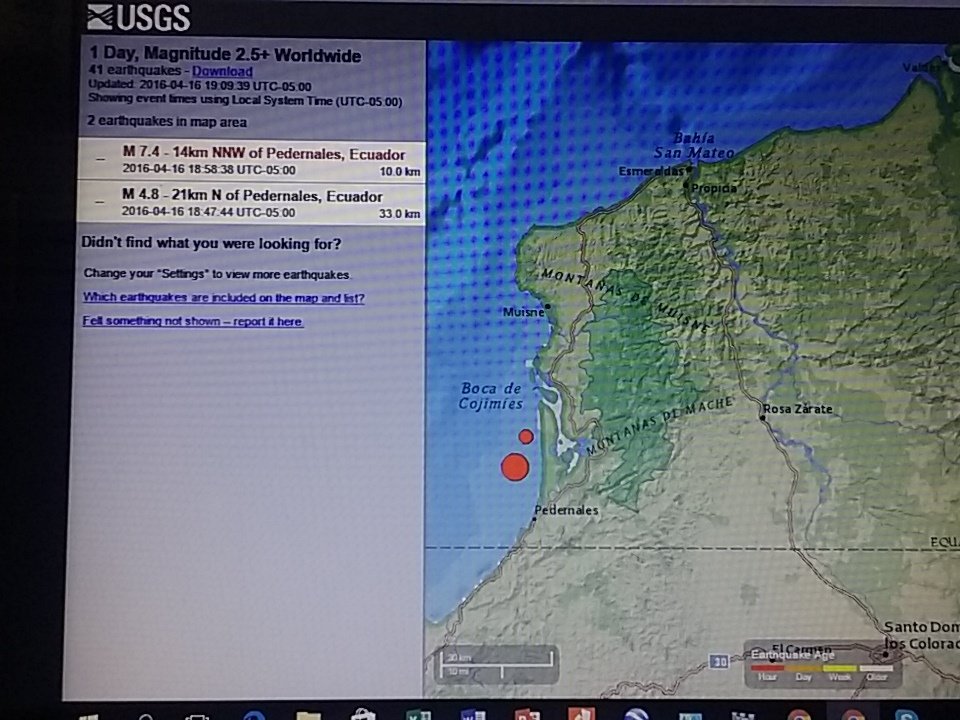 USGS
1 Day, Magnitude 2.5+ Worldwide
41 earthquakes - Download
Updated: 2016-04-16 19:09:39 UTC-05:00
Showing event times using Local System Time (UTC-05:00)
2 earthquakes in map area
M 7.4 - 14km NNW of Pedernales, Ecuador
2016-04-16 18:58:38 UTC-05:00 10.0 km
M 4.8 - 21km N of Pedernales, Ecuador
2016-04-16 18:47:44 UTC-05:00 33.0 km
Didn't find what you were looking for?
Change your "Settings" to view more earthquakes.
Which earthquakes are included on the map and list?
Felt something not shown – report it here.
Bahía
San Mateo
Esmeraldas
Propicia
MONTAÑAS DE MUISNE
Muisne
Boca de
Cojimíes
MONTAÑAS DE MACHE
Rosa Zárate
Pedernales
EQUA
Santo Dom
los Colorad
El Carmen
30
30 km
10 mi
Earthquake Age
Hour Day Week Older